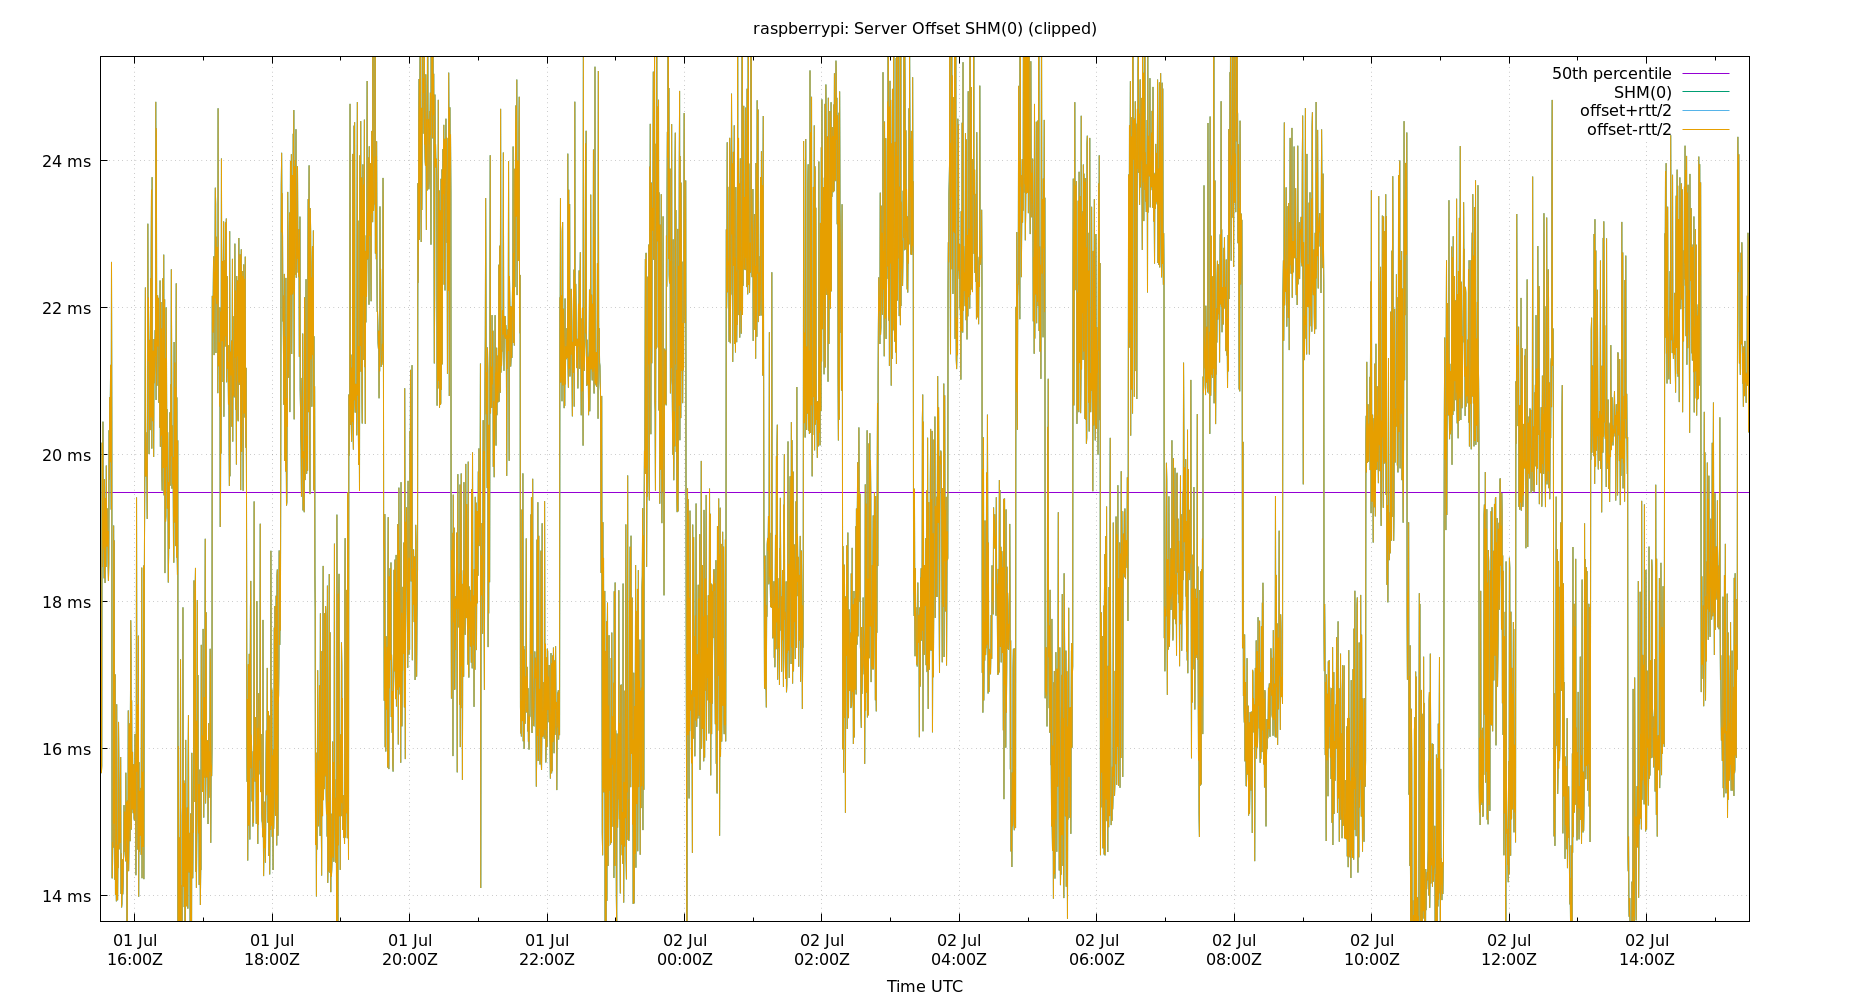 raspberrypi: Server Offset SHM(0) (clipped)
50th percentile
SHM(0)
offset+rtt/2
offset-rtt/2
24 ms
22 ms
20 ms
18 ms
16 ms
14 ms
01 Jul 01 Jul 01 Jul 01 Jul 02 Jul 02 Jul 02 Jul 02 Jul 02 Jul 02 Jul 02 Jul 02 Jul
16:00Z 18:00Z 20:00Z 22:00Z 00:00Z 02:00Z 04:00Z 06:00Z 08:00Z 10:00Z 12:00Z 14:00Z
Time UTC